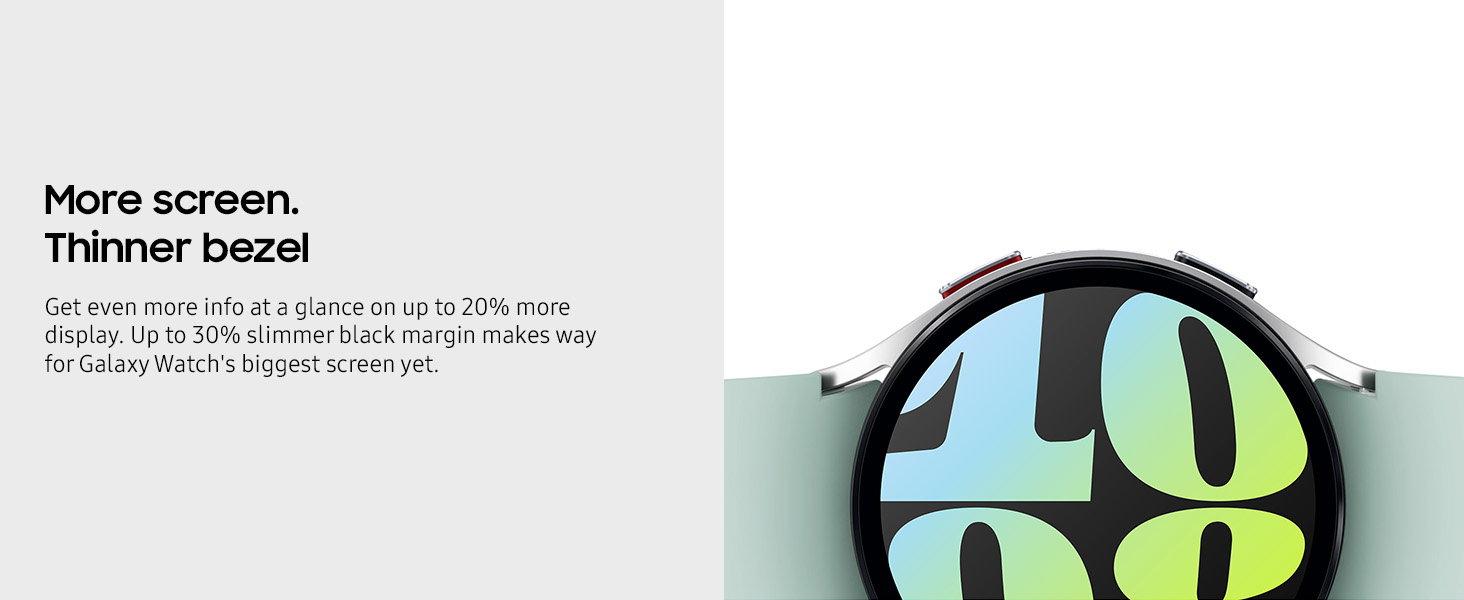 More screen.
Thinner bezel
Get even more info at a glance on up to 20% more
display. Up to 30% slimmer black margin makes way
for Galaxy Watch's biggest screen yet.
10
08